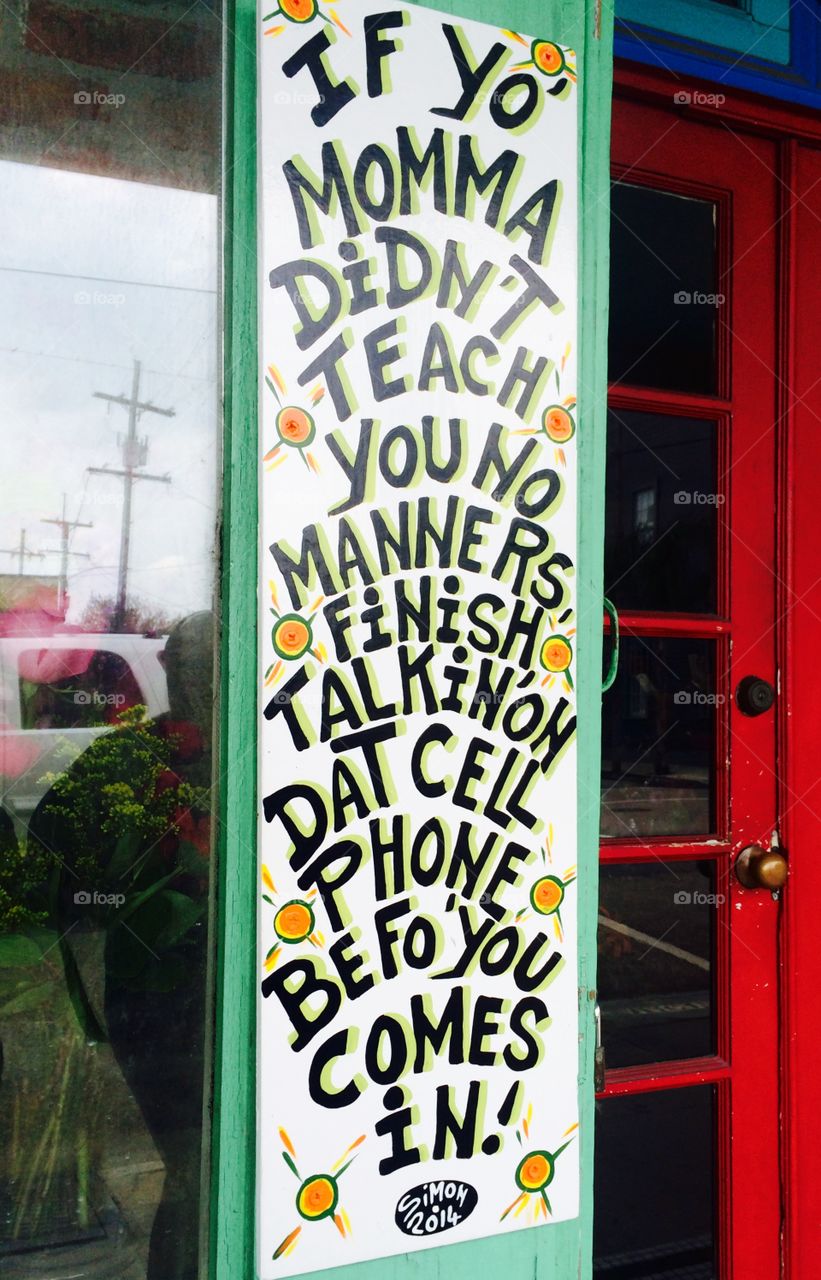 IF YO'
MOMMA
DiDN'T
TEACH
YOU NO
MANNERS,
FiNiSH
TALKiN' ON
DAT CELL
PHONE
BEFO' YOU
COMES
iN!
SiMON
2014